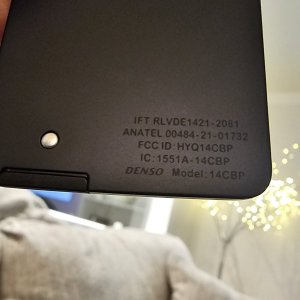 IFT RLVDE1421-2081
ANATEL 00484-21-01732
FCC ID: HYQ14CBP
IC: 1551A-14CBP
DENSO Model: 14CBP